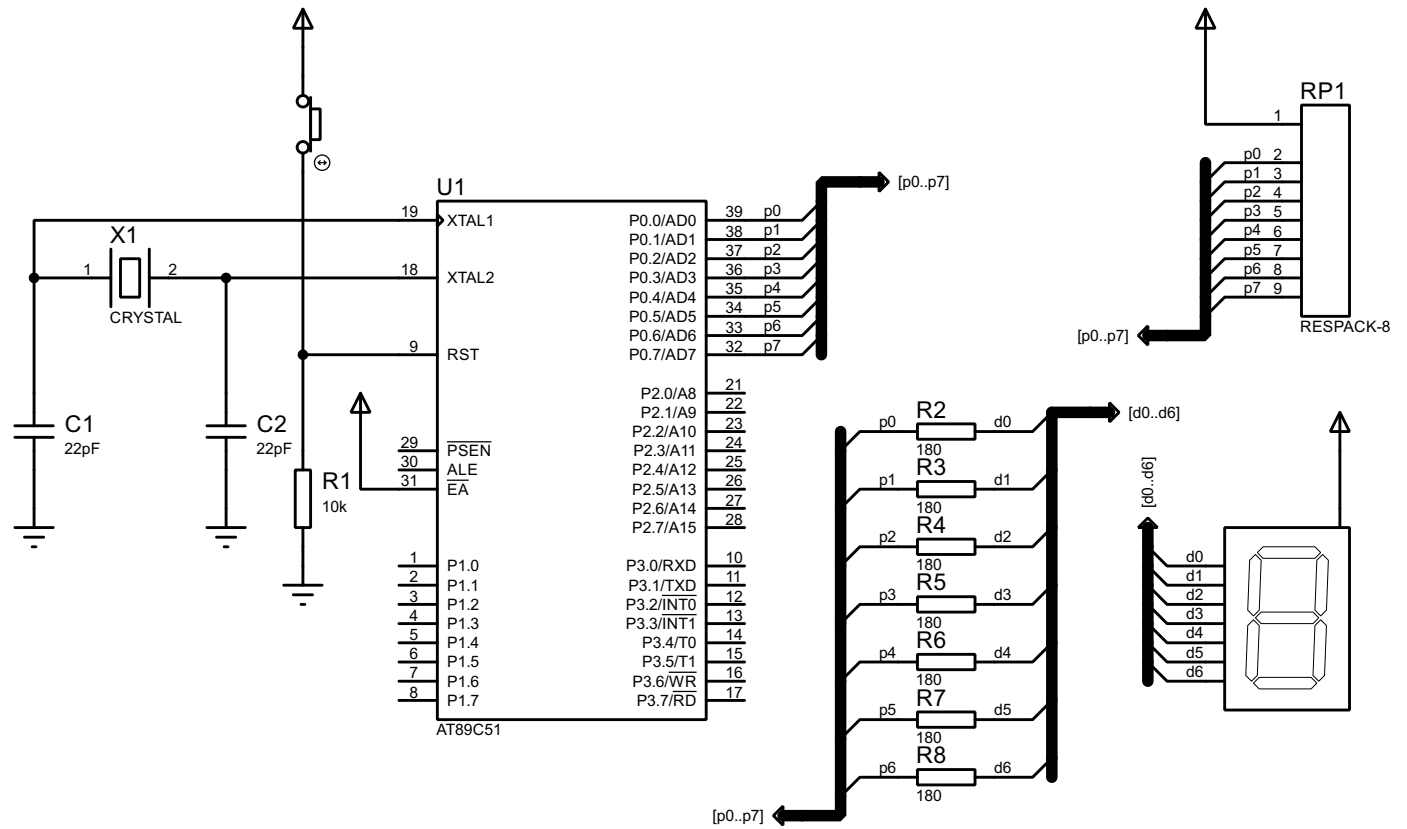 RP1
1
p0 2
p1 3
p2 4
p3 5
p4 6
p5 7
p6 8
p7 9
[p0..p7]
RESPACK-8
U1
19 XTAL1
18 XTAL2
9 RST
29 PSEN
30 ALE
31 EA
1 P1.0
2 P1.1
3 P1.2
4 P1.3
5 P1.4
6 P1.5
7 P1.6
8 P1.7
P0.0/AD0 39 p0
P0.1/AD1 38 p1
P0.2/AD2 37 p2
P0.3/AD3 36 p3
P0.4/AD4 35 p4
P0.5/AD5 34 p5
P0.6/AD6 33 p6
P0.7/AD7 32 p7
P2.0/A8 21
P2.1/A9 22
P2.2/A10 23
P2.3/A11 24
P2.4/A12 25
P2.5/A13 26
P2.6/A14 27
P2.7/A15 28
P3.0/RXD 10
P3.1/TXD 11
P3.2/INT0 12
P3.3/INT1 13
P3.4/T0 14
P3.5/T1 15
P3.6/WR 16
P3.7/RD 17
AT89C51
[p0..p7]
X1
1 2
CRYSTAL
C1
22pF
C2
22pF
R1
10k
R2
p0 d0
180
R3
p1 d1
180
R4
p2 d2
180
R5
p3 d3
180
R6
p4 d4
180
R7
p5 d5
180
R8
p6 d6
180
[p0..p7]
[d0..d6]
[d0..d6]
d0
d1
d2
d3
d4
d5
d6